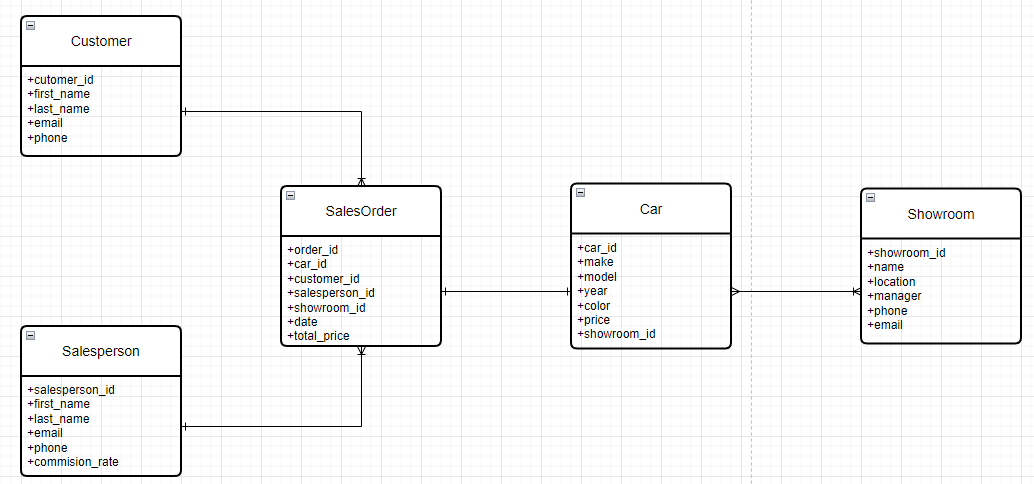 Customer
+cutomer_id
+first_name
+last_name
+email
+phone
SalesOrder
+order_id
+car_id
+customer_id
+salesperson_id
+showroom_id
+date
+total_price
Car
+car_id
+make
+model
+year
+color
+price
+showroom_id
Showroom
+showroom_id
+name
+location
+manager
+phone
+email
Salesperson
+salesperson_id
+first_name
+last_name
+email
+phone
+commision_rate